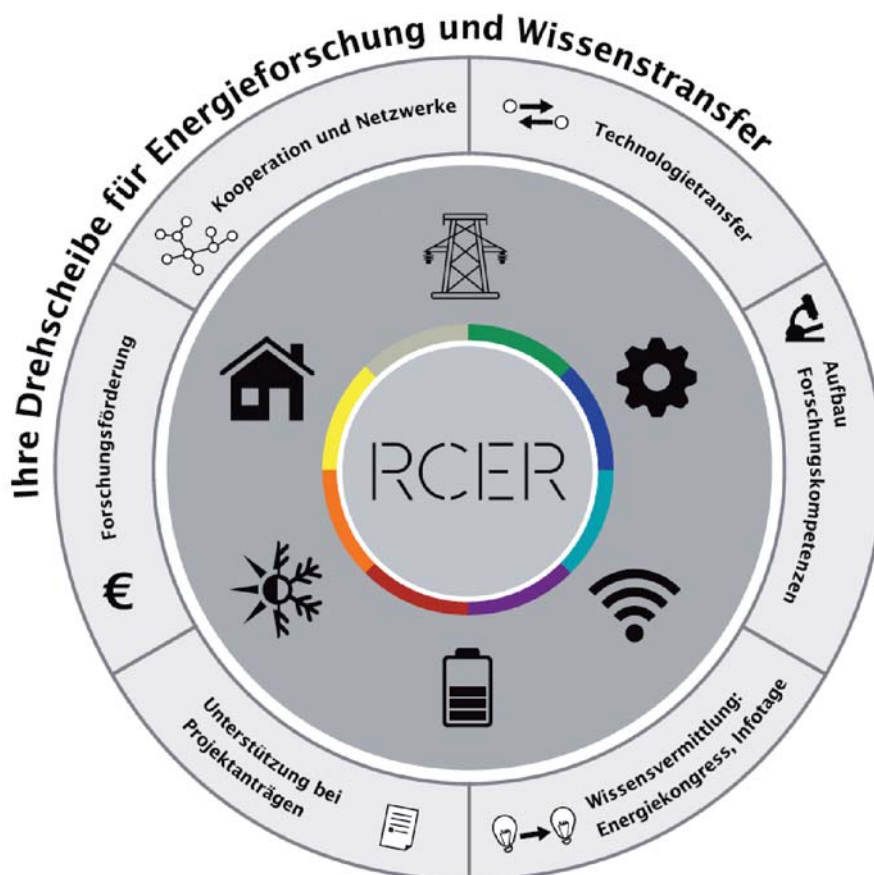 Ihre Drehscheibe für Energieforschung und Wissenstransfer
Kooperation und Netzwerke
Technologietransfer
Aufbau
Forschungskompetenzen
Wissensvermittlung:
Energiekongress, Infotage
Unterstützung bei
Projektanträgen
Forschungsförderung
€
RCER